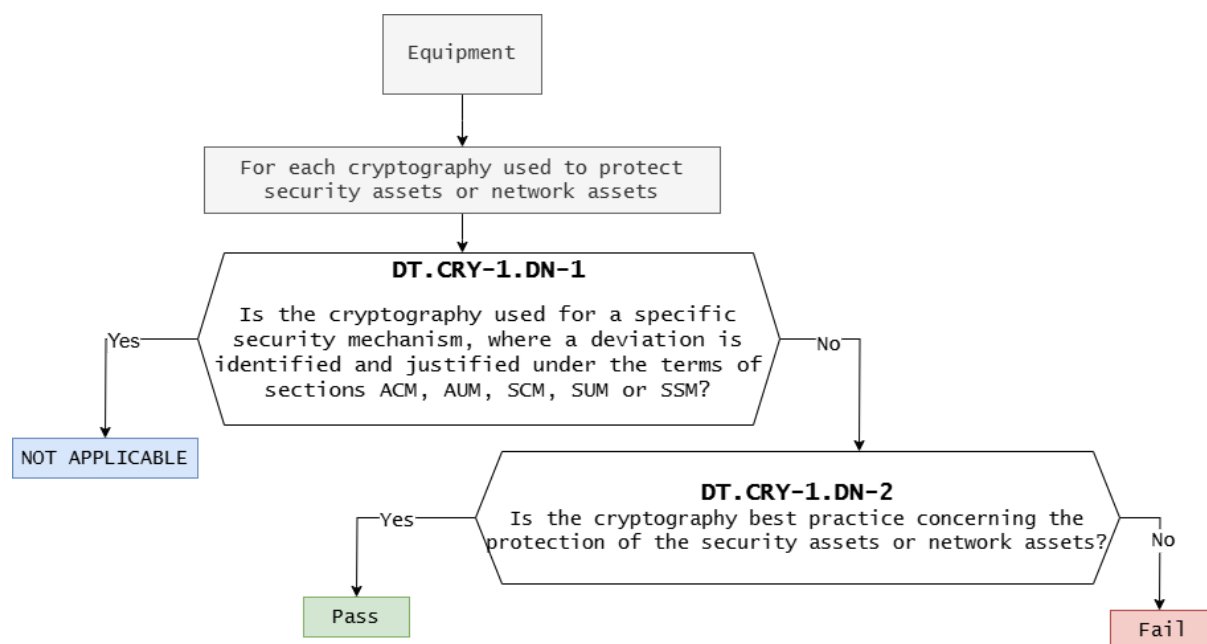 Equipment
For each cryptography used to protect
security assets or network assets
DT.CRY-1.DN-1
Is the cryptography used for a specific
security mechanism, where a deviation is
identified and justified under the terms of
sections ACM, AUM, SCM, SUM or SSM?
Yes
No
NOT APPLICABLE
DT.CRY-1.DN-2
Is the cryptography best practice concerning the
protection of the security assets or network assets?
Yes
No
Pass
Fail